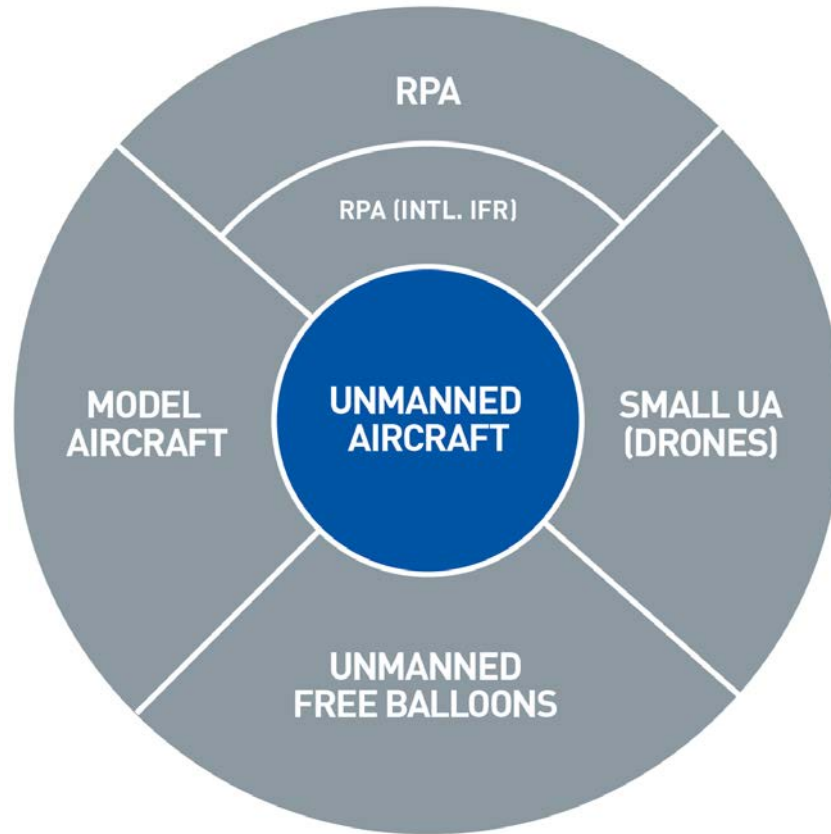 RPA
RPA (INTL. IFR)
MODEL
AIRCRAFT
UNMANNED
AIRCRAFT
SMALL UA
(DRONES)
UNMANNED
FREE BALLOONS